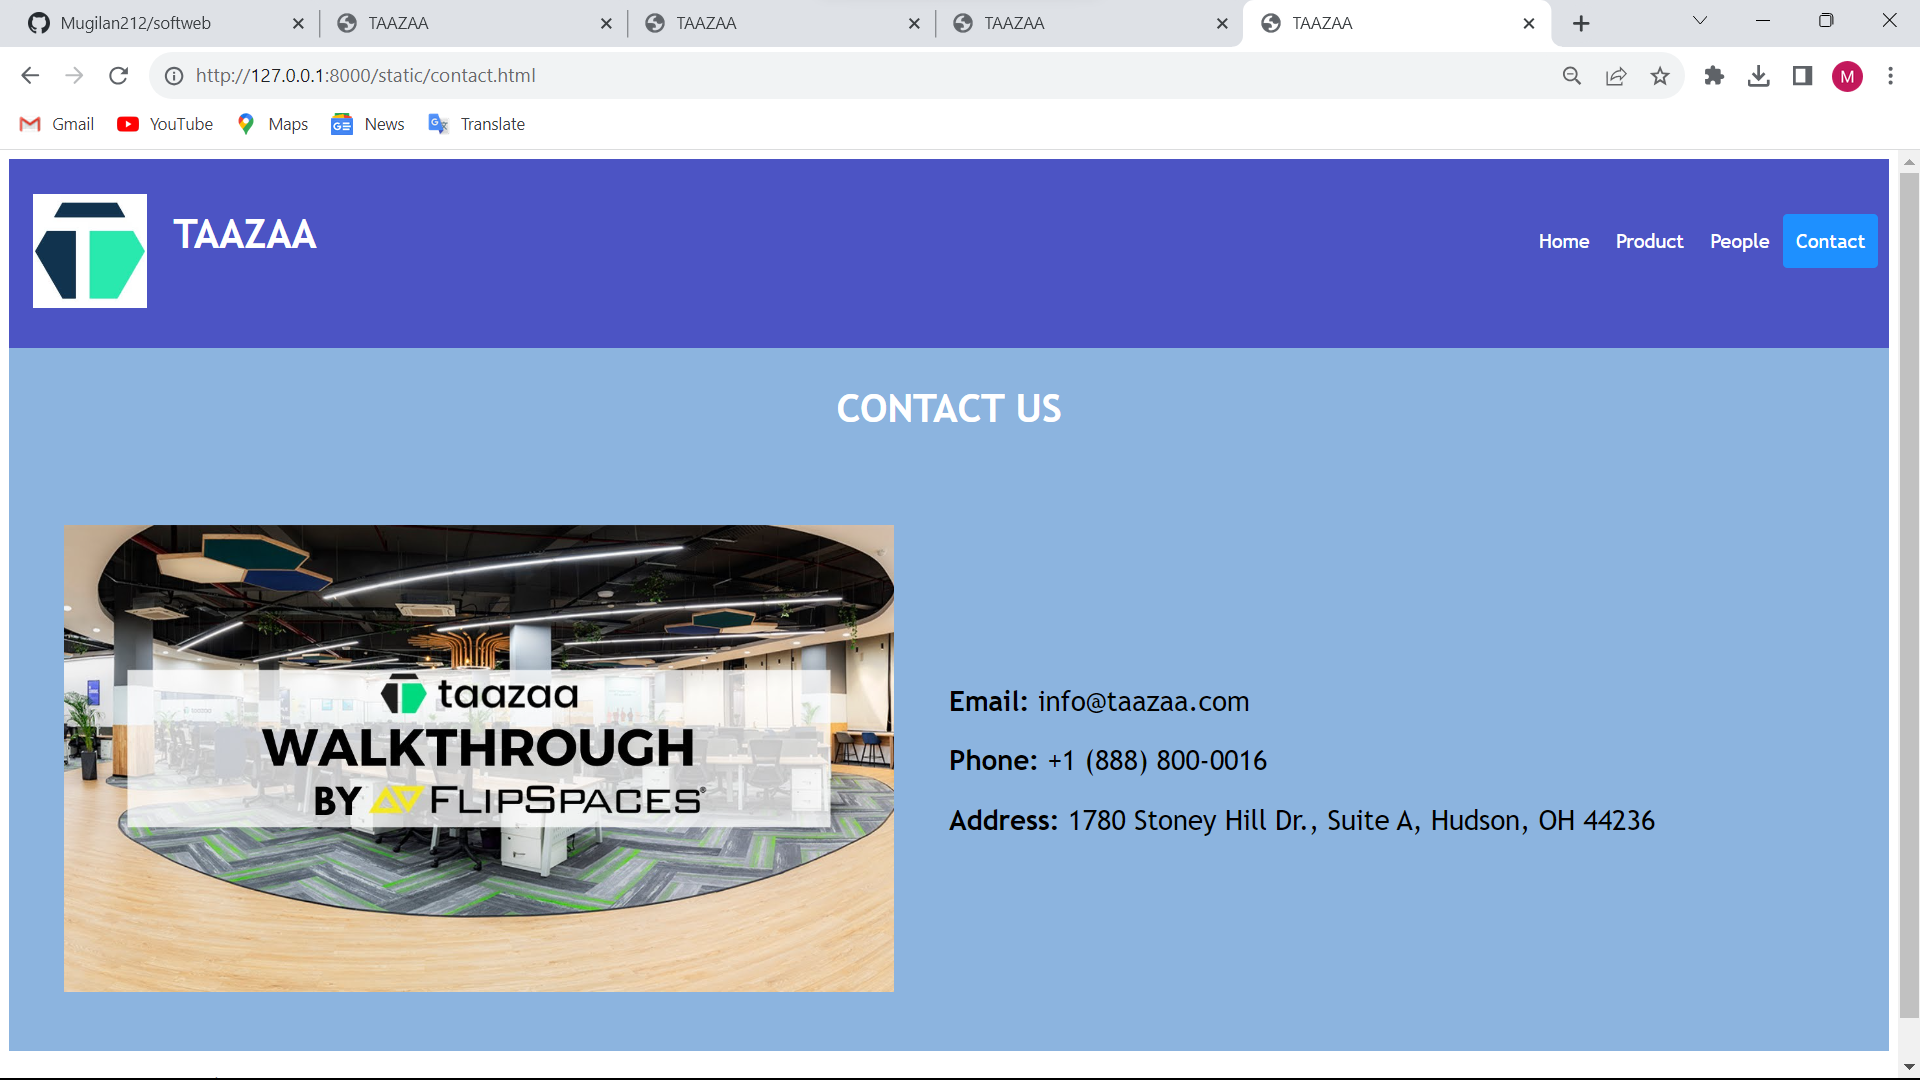 Mugilan212/softweb
TAAZAA
TAAZAA
TAAZAA
TAAZAA
http://127.0.0.1:8000/static/contact.html
M
Gmail
YouTube
Maps
News
Translate
TAAZAA
Home
Product
People
Contact
CONTACT US
taazaa
WALKTHROUGH
BY FLIPSPACES®
Email: info@taazaa.com
Phone: +1 (888) 800-0016
Address: 1780 Stoney Hill Dr., Suite A, Hudson, OH 44236